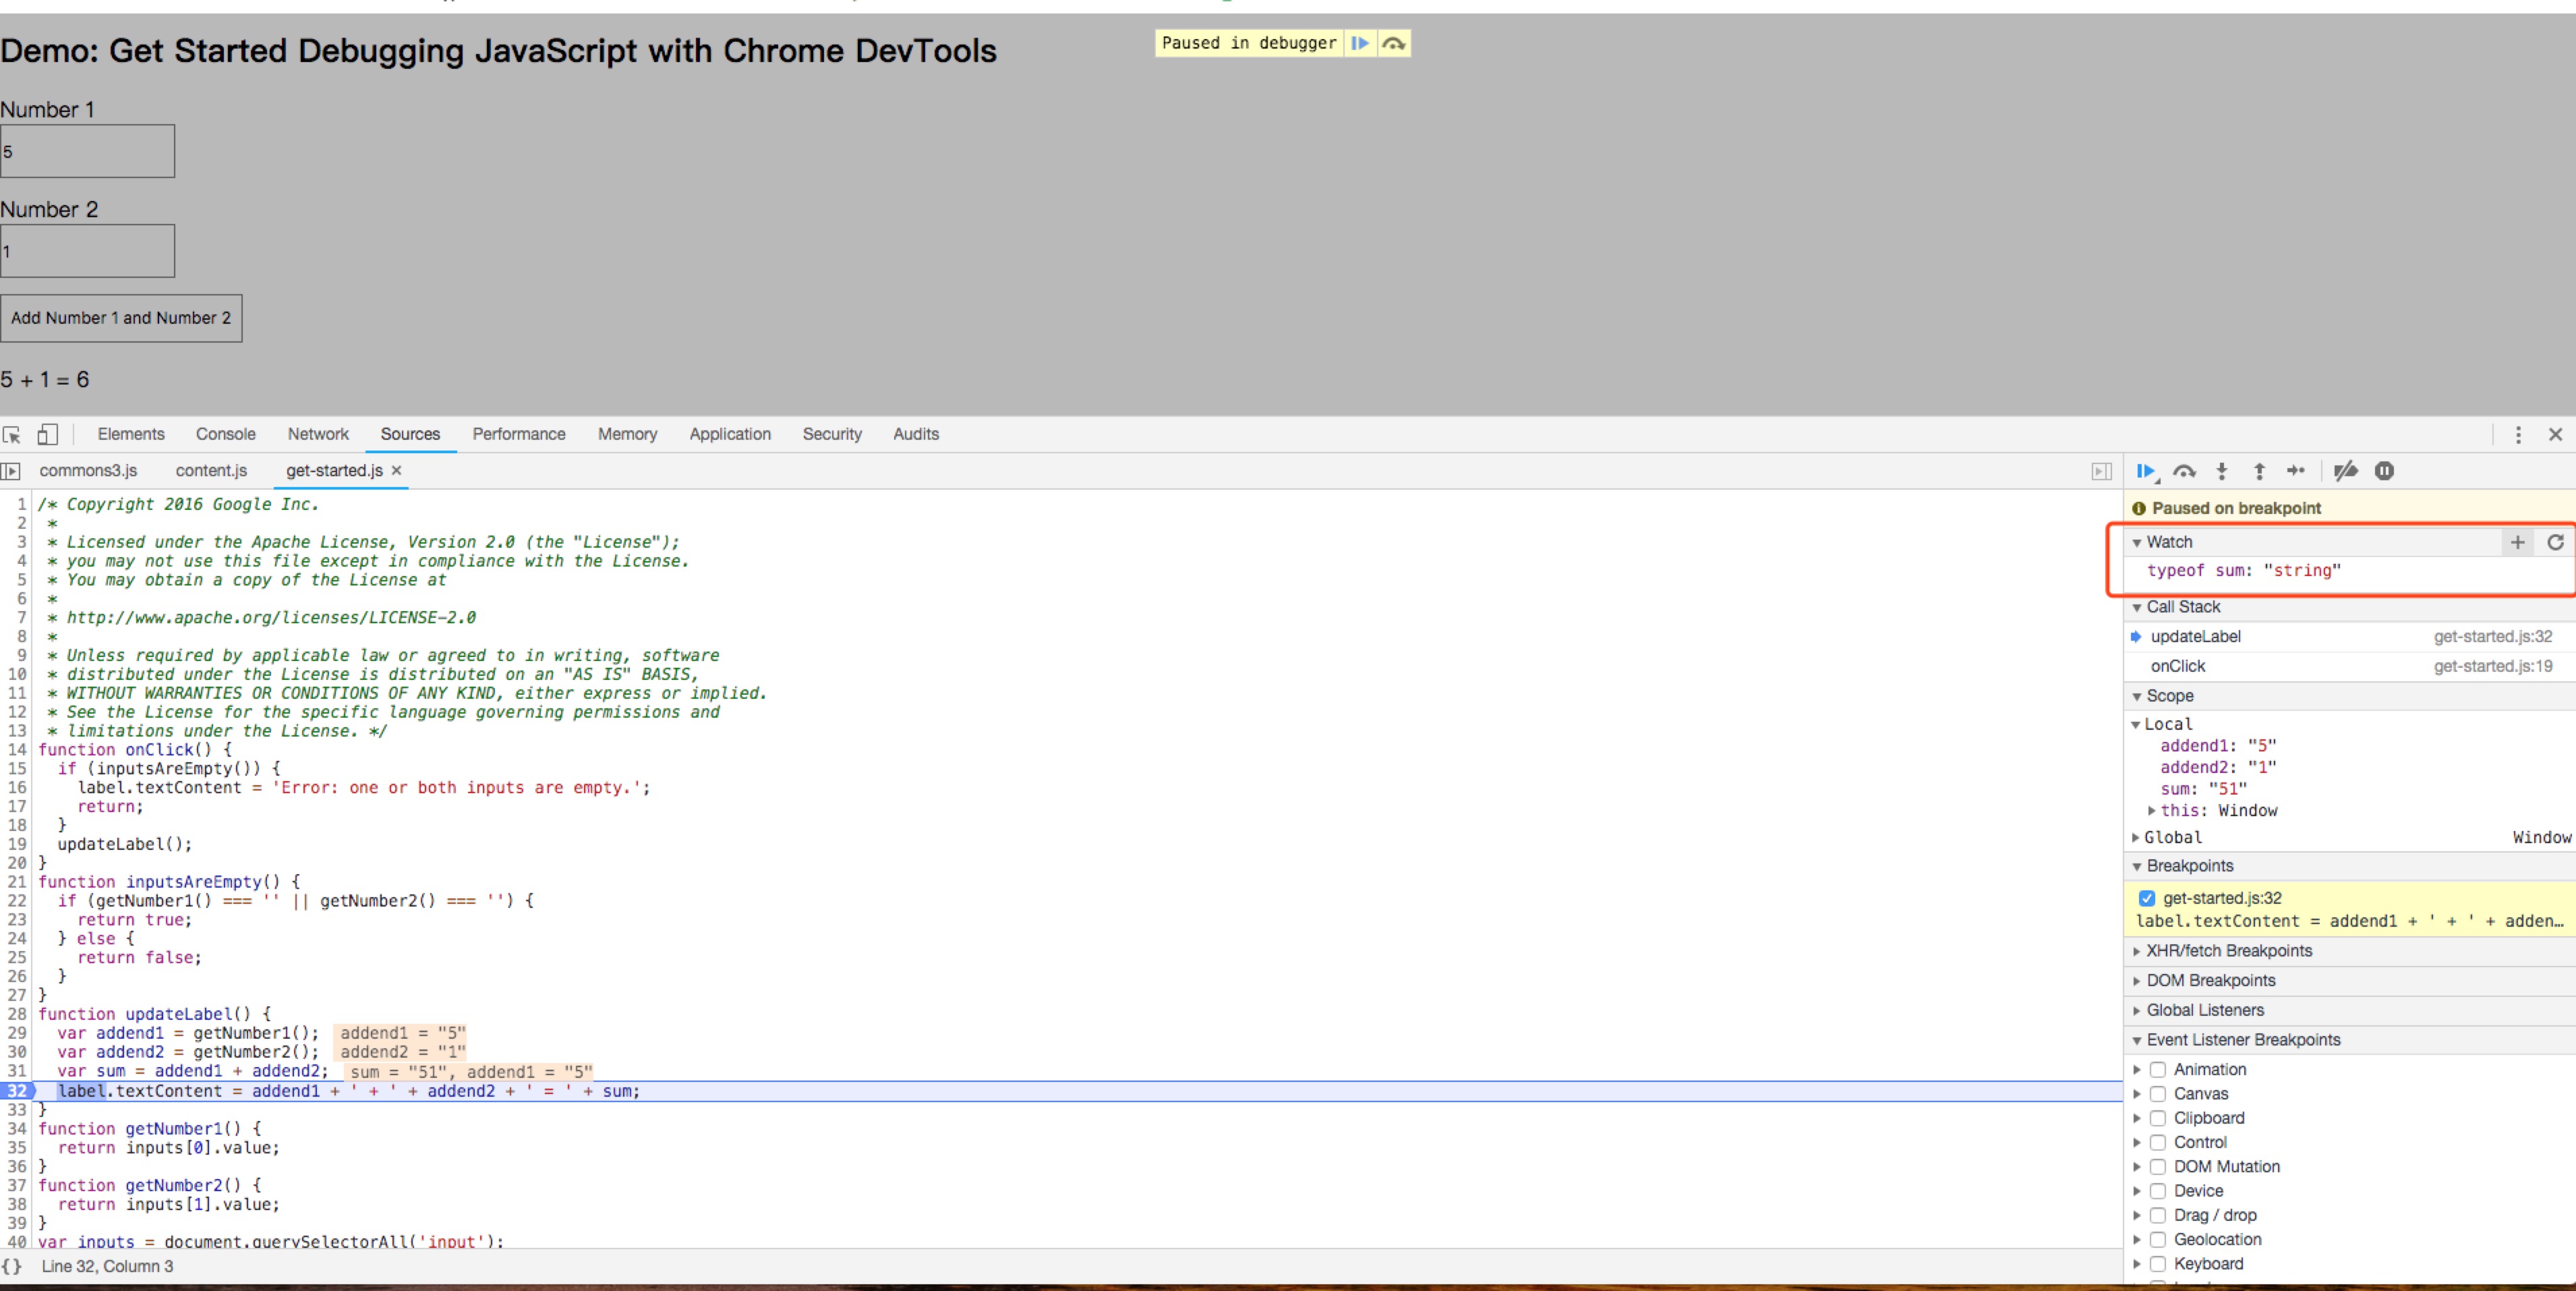 Demo: Get Started Debugging JavaScript with Chrome DevTools
Paused in debugger
Number 1
5
Number 2
1
Add Number 1 and Number 2
5 + 1 = 6
Elements Console Network Sources Performance Memory Application Security Audits
commons3.js content.js get-started.js ×
1 /* Copyright 2016 Google Inc.
2 *
3 * Licensed under the Apache License, Version 2.0 (the "License");
4 * you may not use this file except in compliance with the License.
5 * You may obtain a copy of the License at
6 *
7 * http://www.apache.org/licenses/LICENSE-2.0
8 *
9 * Unless required by applicable law or agreed to in writing, software
10 * distributed under the License is distributed on an "AS IS" BASIS,
11 * WITHOUT WARRANTIES OR CONDITIONS OF ANY KIND, either express or implied.
12 * See the License for the specific language governing permissions and
13 * limitations under the License. */
14 function onClick() {
15 if (inputsAreEmpty()) {
16 label.textContent = 'Error: one or both inputs are empty.';
17 return;
18 }
19 updateLabel();
20 }
21 function inputsAreEmpty() {
22 if (getNumber1() === '' || getNumber2() === '') {
23 return true;
24 } else {
25 return false;
26 }
27 }
28 function updateLabel() {
29 var addend1 = getNumber1(); addend1 = "5"
30 var addend2 = getNumber2(); addend2 = "1"
31 var sum = addend1 + addend2; sum = "51", addend1 = "5"
32 label.textContent = addend1 + ' + ' + addend2 + ' = ' + sum;
33 }
34 function getNumber1() {
35 return inputs[0].value;
36 }
37 function getNumber2() {
38 return inputs[1].value;
39 }
40 var inputs = document.querySelectorAll('input');
{} Line 32, Column 3
Paused on breakpoint
Watch
typeof sum: "string"
Call Stack
updateLabel get-started.js:32
onClick get-started.js:19
Scope
Local
addend1: "5"
addend2: "1"
sum: "51"
this: Window
Global Window
Breakpoints
get-started.js:32
label.textContent = addend1 + ' + ' + adden…
XHR/fetch Breakpoints
DOM Breakpoints
Global Listeners
Event Listener Breakpoints
Animation
Canvas
Clipboard
Control
DOM Mutation
Device
Drag / drop
Geolocation
Keyboard